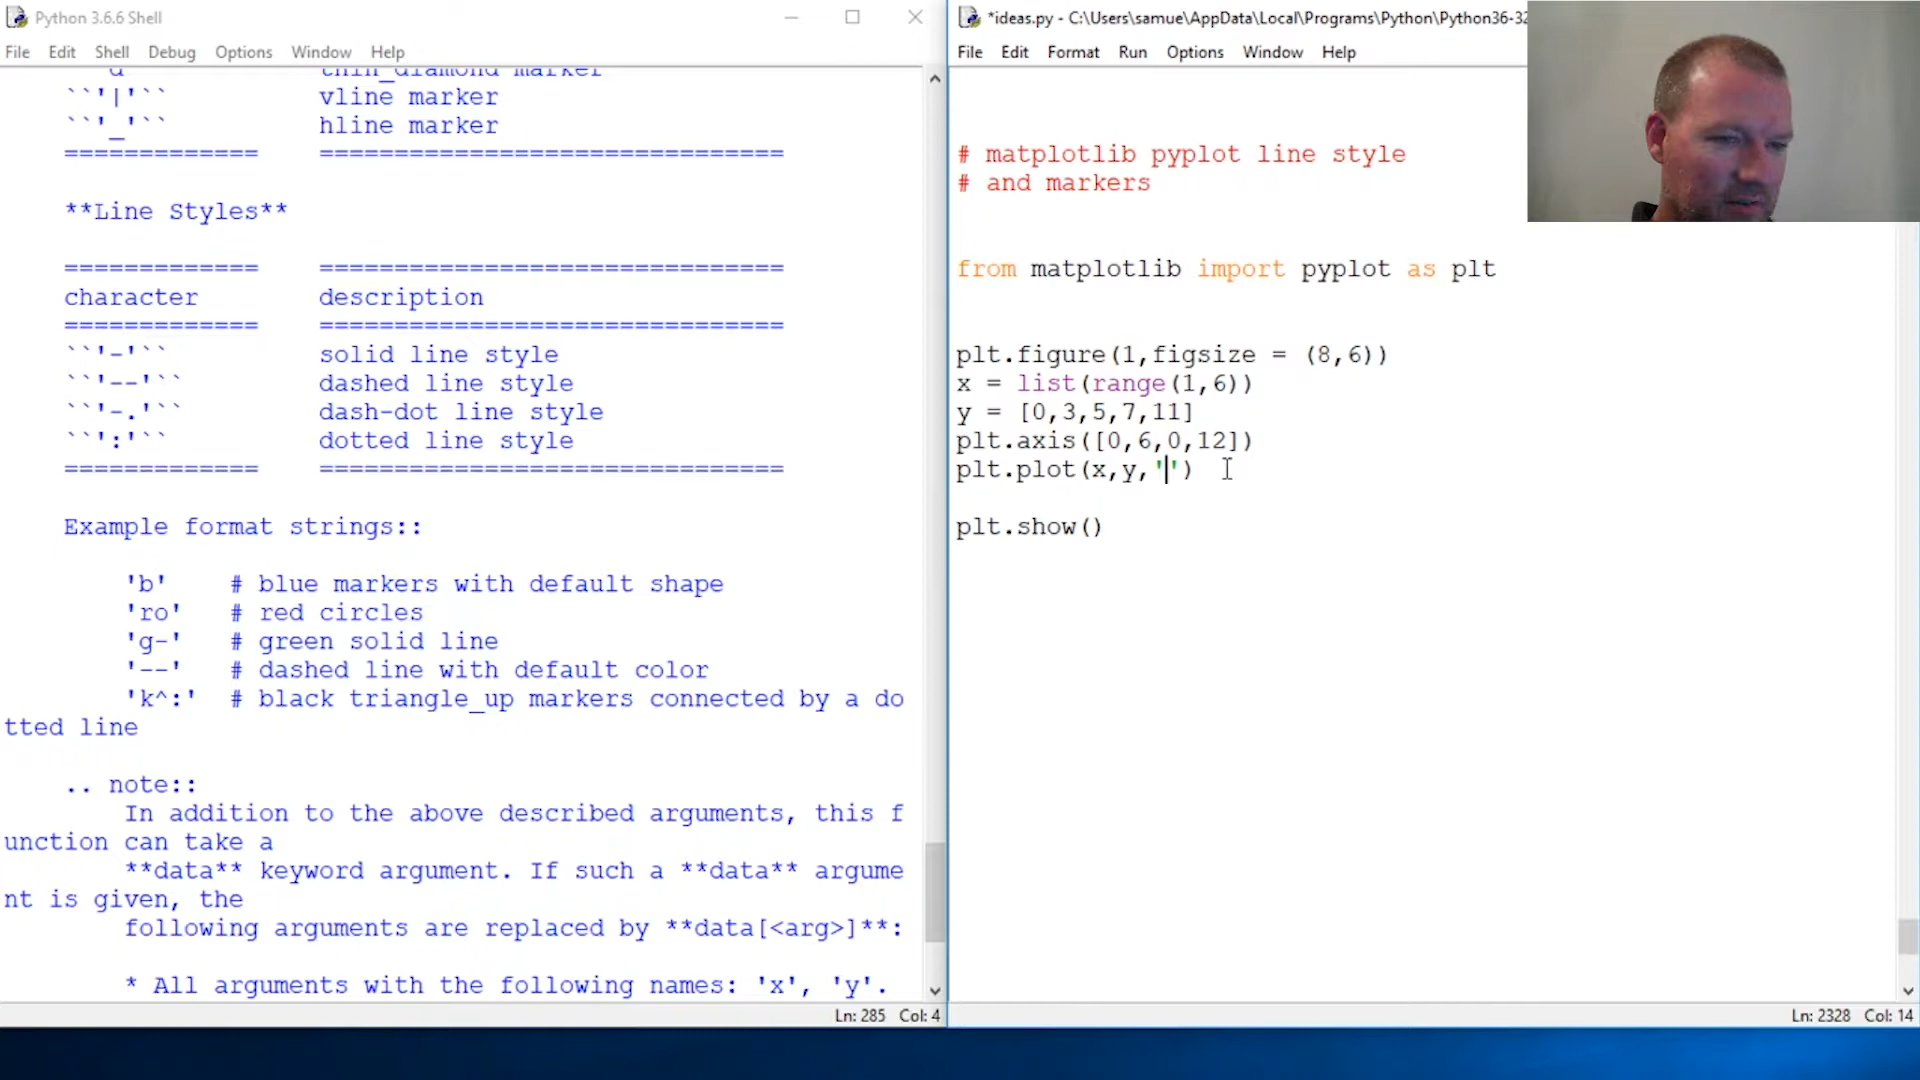 Python 3.6.6 Shell
File Edit Shell Debug Options Window Help
thin_diamond marker
``'|'`` vline marker
``'_'`` hline marker
============= ===============================
**Line Styles**
============= ===============================
character description
============= ===============================
``'-'`` solid line style
``'--'`` dashed line style
``'-.'`` dash-dot line style
``':'`` dotted line style
============= ===============================
Example format strings::
'b' # blue markers with default shape
'ro' # red circles
'g-' # green solid line
'--' # dashed line with default color
'k^:' # black triangle_up markers connected by a do
tted line
.. note::
In addition to the above described arguments, this f
unction can take a
**data** keyword argument. If such a **data** argume
nt is given, the
following arguments are replaced by **data[<arg>]**:
* All arguments with the following names: 'x', 'y'.
Ln: 285 Col: 4
*ideas.py - C:\Users\samue\AppData\Local\Programs\Python\Python36-32
File Edit Format Run Options Window Help
# matplotlib pyplot line style
# and markers
from matplotlib import pyplot as plt
plt.figure(1,figsize = (8,6))
x = list(range(1,6))
y = [0,3,5,7,11]
plt.axis([0,6,0,12])
plt.plot(x,y,'')
plt.show()
Ln: 2328 Col: 14